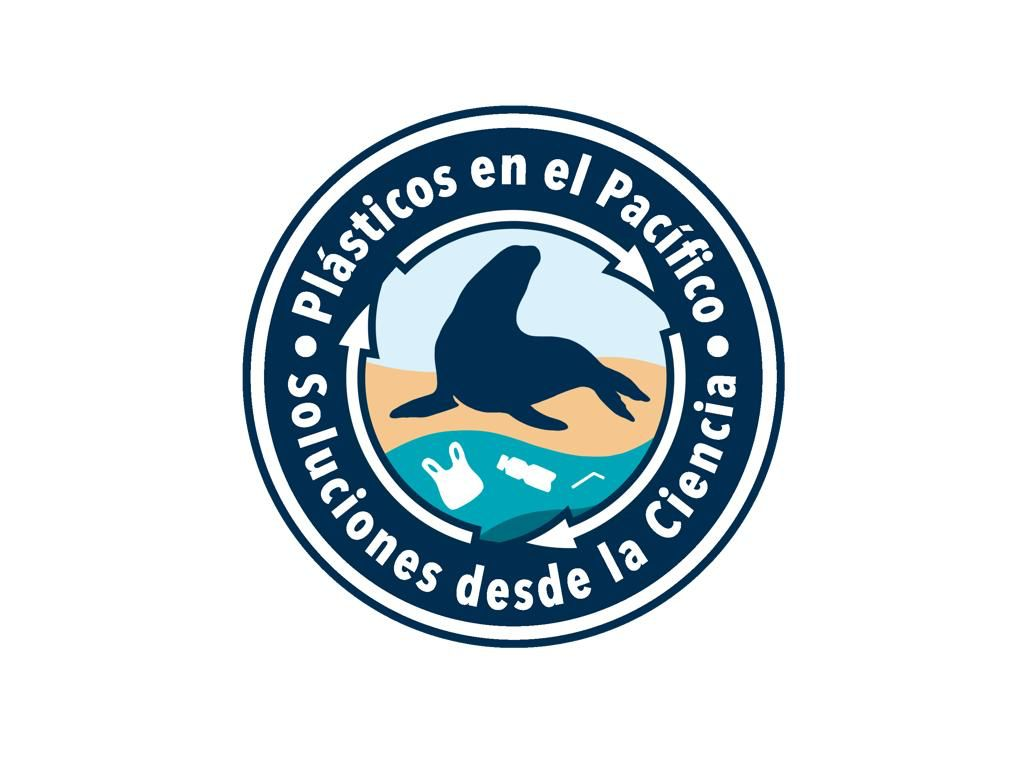 Plásticos en el Pacífico
Soluciones desde la Ciencia